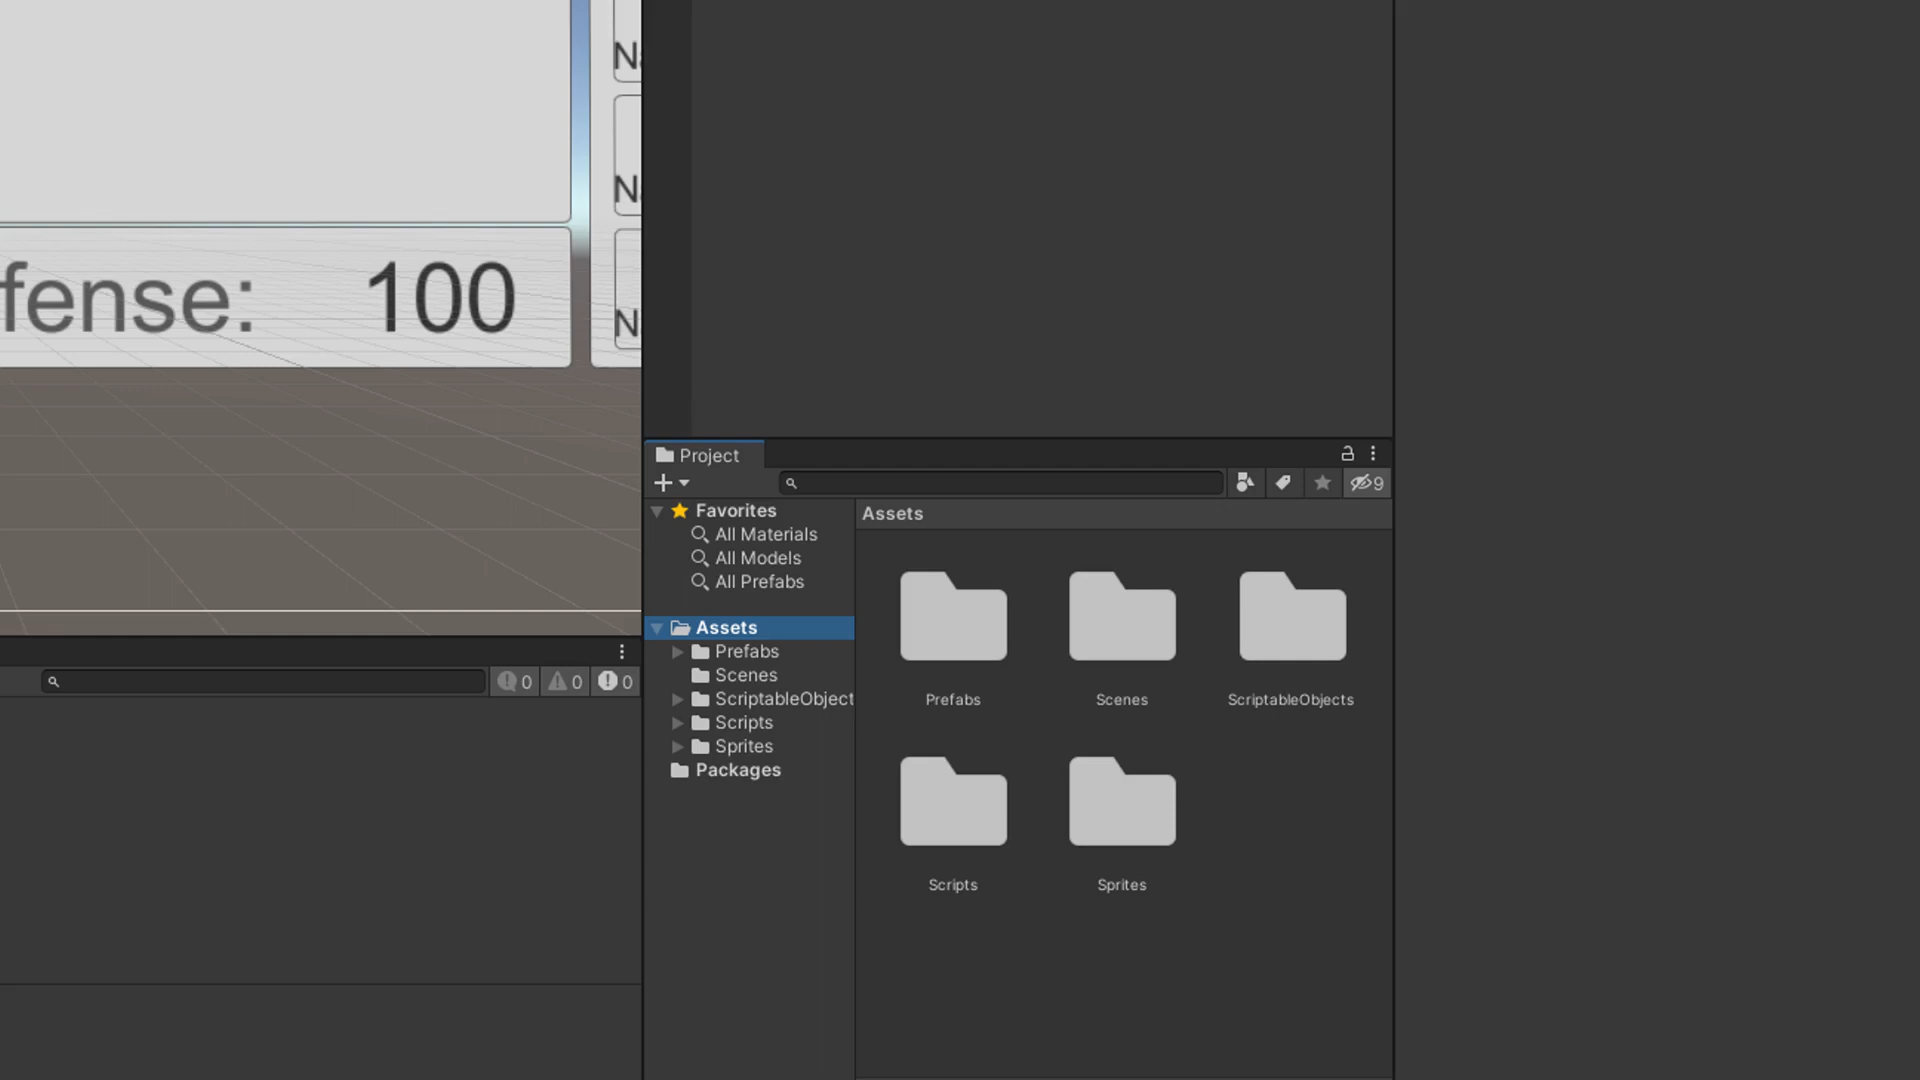 fense: 100
Project
9
Favorites
All Materials
All Models
All Prefabs
Assets
Prefabs
Scenes
ScriptableObject
Scripts
Sprites
Packages
Assets
Prefabs
Scenes
ScriptableObjects
Scripts
Sprites
0
0
0